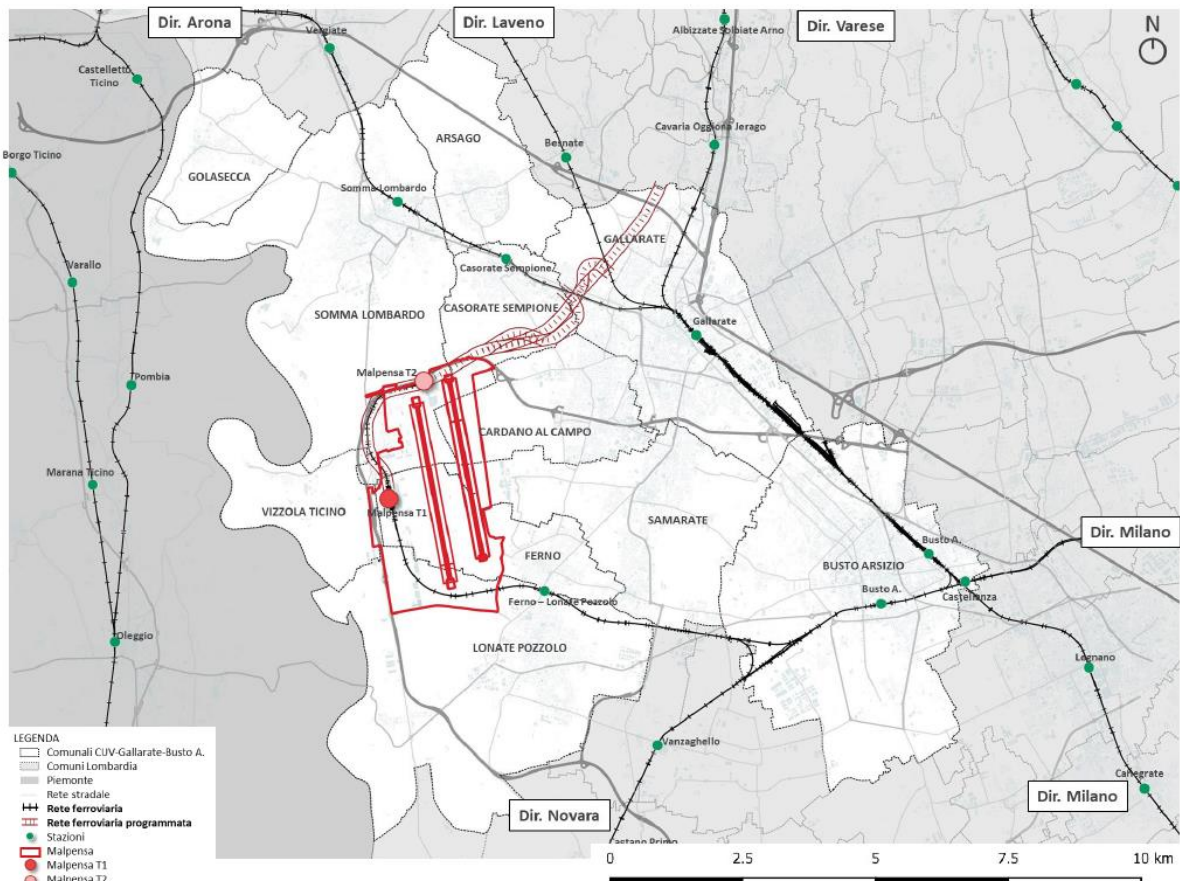 Dir. Arona
Dir. Laveno
Dir. Varese
N
Vergiate
Albizzate Solbiate Arno
Castelletto
Ticino
Cavaria Oggiona Jerago
ARSAGO
Besnate
Borgo Ticino
GOLASECCA
Somma Lombardo
GALLARATE
Varallo
Casorate Sempione
CASORATE SEMPIONE
SOMMA LOMBARDO
Gallarate
Malpensa T2
Pombia
CARDANO AL CAMPO
Marana Ticino
VIZZOLA TICINO
Malpensa T1
SAMARATE
Dir. Milano
Busto A.
FERNO
BUSTO ARSIZIO
Busto A.
Castellanza
Ferno – Lonate Pozzolo
Oleggio
LONATE POZZOLO
Legnano
Vanzaghello
Canegrate
Dir. Milano
Dir. Novara
Castano Primo
LEGENDA
Comunali CUV-Gallarate-Busto A.
Comuni Lombardia
Piemonte
Rete stradale
Rete ferroviaria
Rete ferroviaria programmata
Stazioni
Malpensa
Malpensa T1
Malpensa T2
0 2.5 5 7.5 10 km